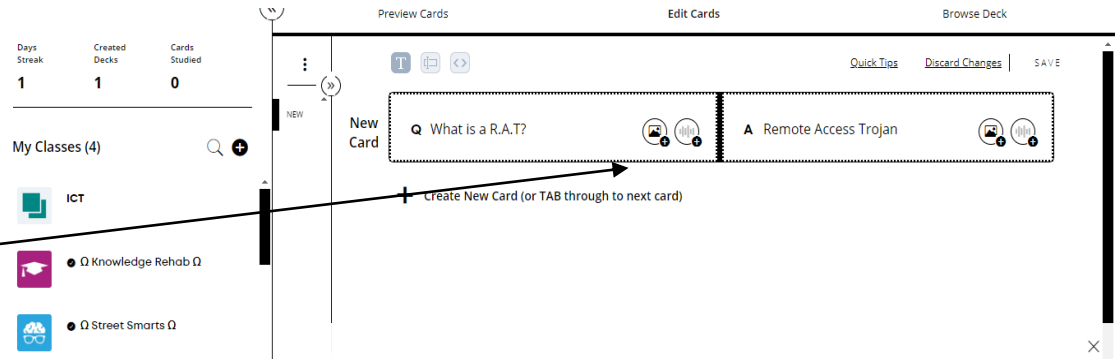 Preview Cards
Edit Cards
Browse Deck
Days Streak
1
Created Decks
1
Cards Studied
0
My Classes (4)
ICT
Ω Knowledge Rehab Ω
Ω Street Smarts Ω
NEW
T
Quick Tips
Discard Changes
SAVE
New Card
Q What is a R.A.T?
A Remote Access Trojan
Create New Card (or TAB through to next card)